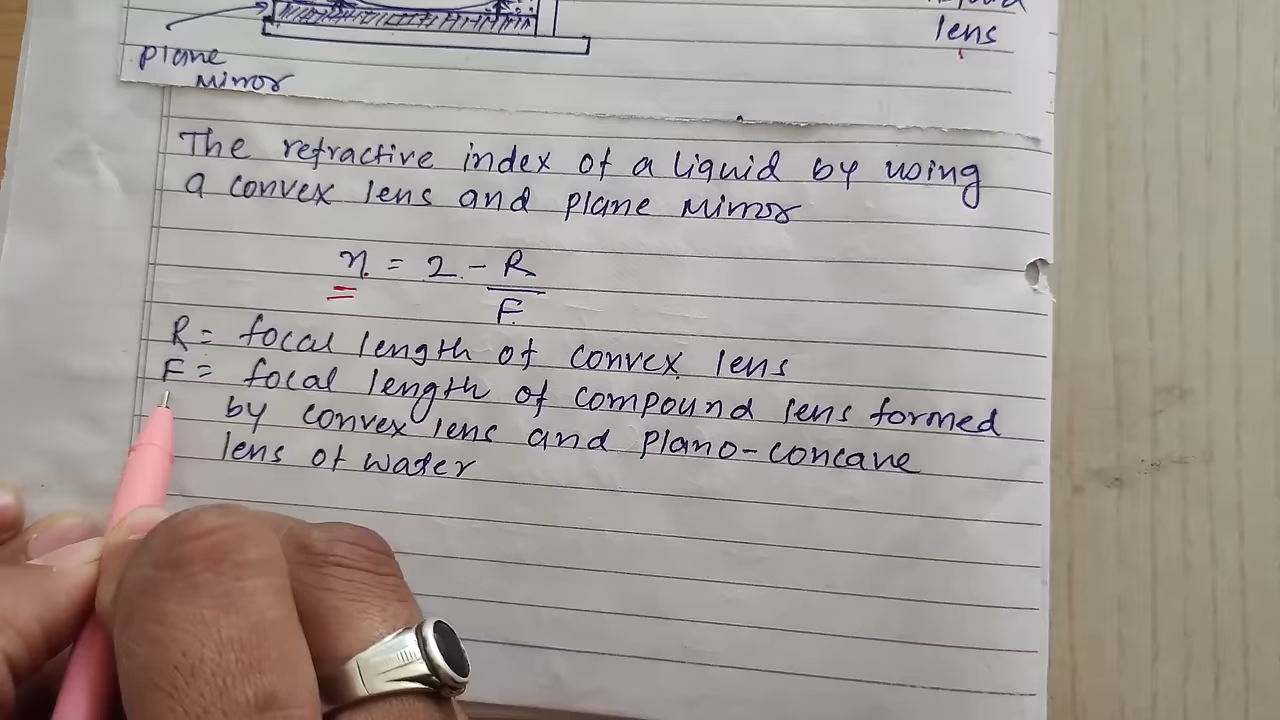 lens
plane
mirror
The refractive index of a liquid by using
a convex lens and plane mirror
n = 2 - R
F
R = focal length of convex lens
F = focal length of compound lens formed
by convex lens and plano-concave
lens of water